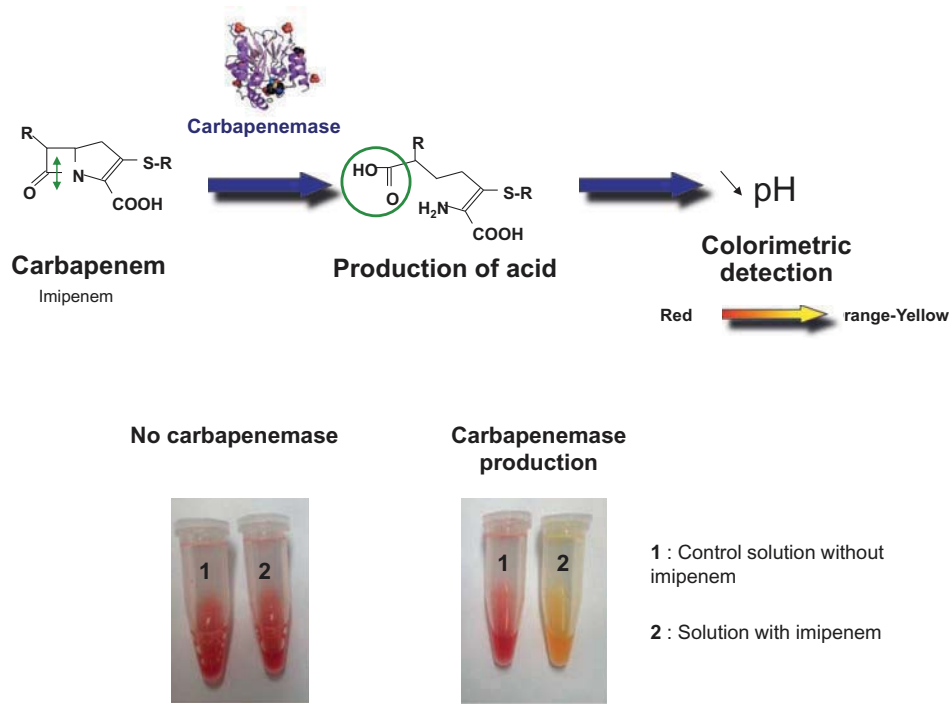 Carbapenemase
R
O
N
S-R
COOH
HO
O
R
H₂N
S-R
COOH
pH
Carbapenem
Imipenem
Production of acid
Colorimetric
detection
Red
range-Yellow
No carbapenemase
Carbapenemase
production
1
2
1
2
1 : Control solution without
imipenem
2 : Solution with imipenem